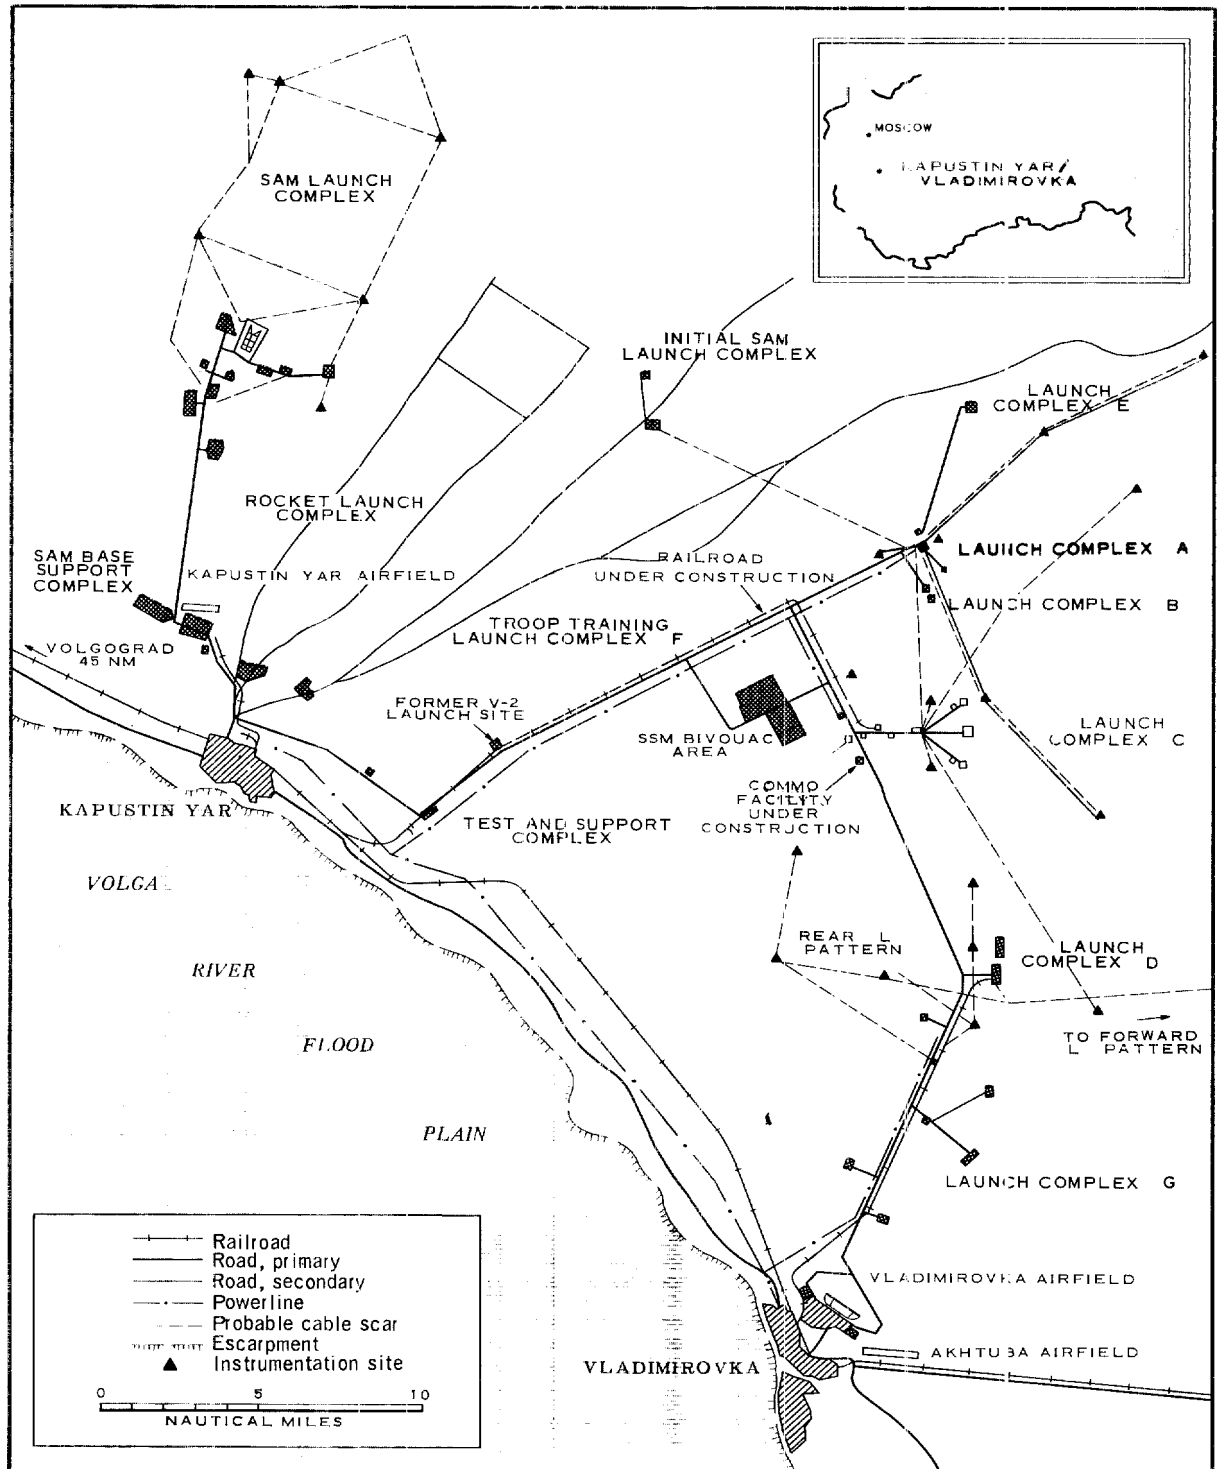 MOSCOW
KAPUSTIN YAR/
VLADIMIROVKA
SAM LAUNCH
COMPLEX
INITIAL SAM
LAUNCH COMPLEX
LAUNCH
COMPLEX E
ROCKET LAUNCH
COMPLEX
SAM BASE
SUPPORT
COMPLEX
KAPUSTIN YAR AIRFIELD
RAILROAD
UNDER CONSTRUCTION
LAUNCH COMPLEX A
LAUNCH COMPLEX B
TROOP TRAINING
LAUNCH COMPLEX F
VOLGOGRAD
45 NM
FORMER V-2
LAUNCH SITE
SSM BIVOUAC
AREA
LAUNCH
COMPLEX C
COMMO
FACILITY
UNDER
CONSTRUCTION
KAPUSTIN YAR
TEST AND SUPPORT
COMPLEX
VOLGA
RIVER
FLOOD
PLAIN
REAR L
PATTERN
LAUNCH
COMPLEX D
TO FORWARD
L PATTERN
LAUNCH COMPLEX G
VLADIMIROVKA AIRFIELD
AKHTUBA AIRFIELD
VLADIMIROVKA
Railroad
Road, primary
Road, secondary
Powerline
Probable cable scar
Escarpment
Instrumentation site
0 5 10
NAUTICAL MILES